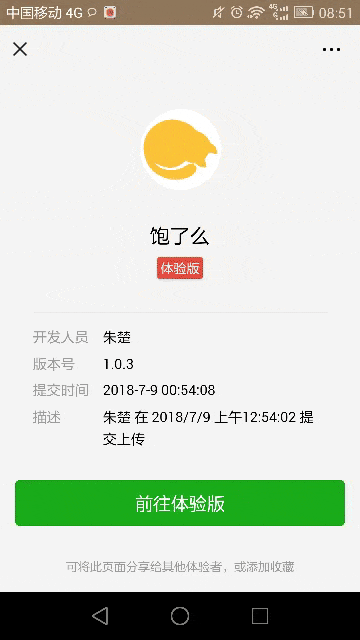 中国移动 4G 08:51
饱了么
体验版
开发人员 朱楚
版本号 1.0.3
提交时间 2018-7-9 00:54:08
描述 朱楚 在 2018/7/9 上午12:54:02 提
交上传
前往体验版
可将此页面分享给其他体验者，或添加收藏